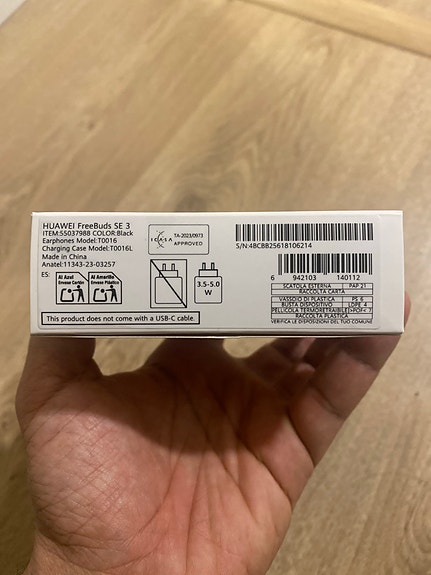 HUAWEI FreeBuds SE 3
ITEM:55037988 COLOR:Black
Earphones Model:T0016
Charging Case Model:T0016L
Made in China
Anatel:11343-23-03257
ES:
Al Azul
Envase Cartón
Al Amarillo
Envase Plástico
This product does not come with a USB-C cable.
ICASA
TA-2023/0973
APPROVED
3.5-5.0
W
S/N:4BCBB25618106214
6 942103 140112
SCATOLA ESTERNA PAP 21
RACCOLTA CARTA
VASSOIO DI PLASTICA PS 6
BUSTA DISPOSITIVO LDPE 4
PELLICOLA TERMORETRAIBILE >POF< 7
RACCOLTA PLASTICA
VERIFICA LE DISPOSIZIONI DEL TUO COMUNE